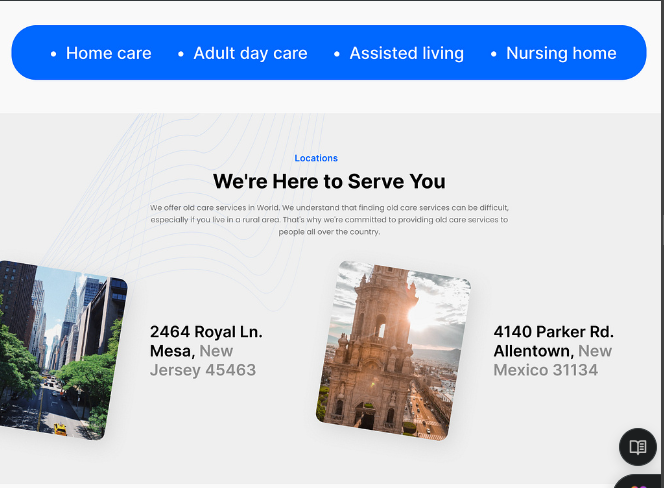 • Home care • Adult day care • Assisted living • Nursing home
Locations
We're Here to Serve You
We offer old care services in World. We understand that finding old care services can be difficult,
especially if you live in a rural area. That's why we're committed to providing old care services to
people all over the country.
2464 Royal Ln.
Mesa, New
Jersey 45463
4140 Parker Rd.
Allentown, New
Mexico 31134